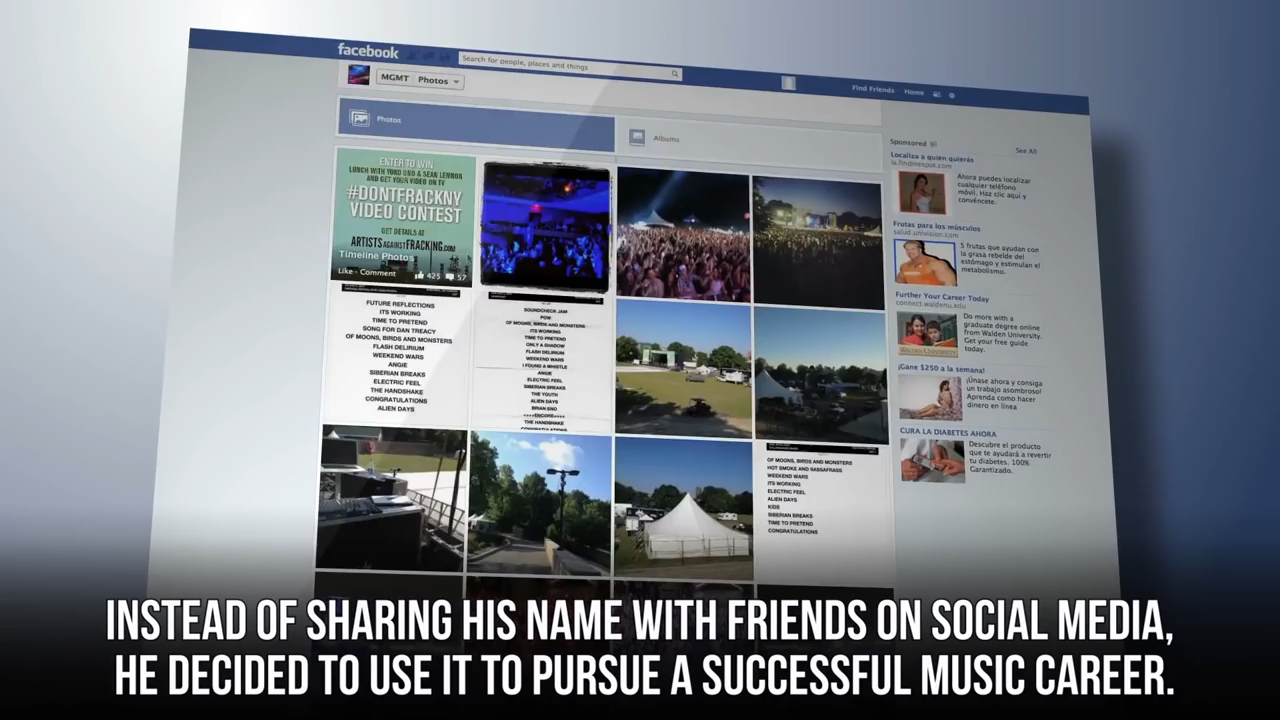 facebook
Search for people, places and things
Find Friends
Home
MGMT
Photos
Photos
Albums
ENTER TO WIN
LUNCH WITH YOKO ONO & SEAN LENNON
AND GET YOUR VIDEO ON TV
#DONTFRACKNY
VIDEO CONTEST
GET DETAILS AT
ARTISTSAGAINSTFRACKING.COM
Timeline Photos
Like · Comment
425
57
FUTURE REFLECTIONS
ITS WORKING
TIME TO PRETEND
SONG FOR DAN TREACY
OF MOONS, BIRDS AND MONSTERS
FLASH DELIRIUM
WEEKEND WARS
ANGIE
SIBERIAN BREAKS
ELECTRIC FEEL
THE HANDSHAKE
CONGRATULATIONS
ALIEN DAYS
SOUNDCHECK JAM
POW
OF MOONS, BIRDS AND MONSTERS
ITS WORKING
TIME TO PRETEND
ONLY A SHADOW
FLASH DELIRIUM
WEEKEND WARS
I FOUND A WHISTLE
ANGIE
ELECTRIC FEEL
SIBERIAN BREAKS
THE YOUTH
ALIEN DAYS
BRIAN ENO
****ENCORE****
THE HANDSHAKE
CONGRATULATIONS
OF MOONS, BIRDS AND MONSTERS
HOT SMOKE AND SASSAFRASS
WEEKEND WARS
ITS WORKING
ELECTRIC FEEL
ALIEN DAYS
KIDS
SIBERIAN BREAKS
TIME TO PRETEND
CONGRATULATIONS
Sponsored
See All
Localiza a quien quierás
la.findmespot.com
Ahora puedes localizar
cualquier teléfono
móvil. Haz clic aquí y
convéncete.
Frutas para los músculos
salud.univision.com
5 frutas que ayudan con
la grasa rebelde del
estómago y estimulan el
metabolismo.
Further Your Career Today
connect.waldenu.edu
WALDEN UNIVERSITY
Do more with a
graduate degree online
from Walden University.
Get your free guide
today.
¡Gane $250 a la semana!
¡Únase ahora y consiga
un trabajo asombroso!
Aprenda como hacer
dinero en línea
CURA LA DIABETES AHORA
Descubre el producto
que te ayudará a revertir
tu diabetes. 100%
Garantizado.
INSTEAD OF SHARING HIS NAME WITH FRIENDS ON SOCIAL MEDIA,
HE DECIDED TO USE IT TO PURSUE A SUCCESSFUL MUSIC CAREER.